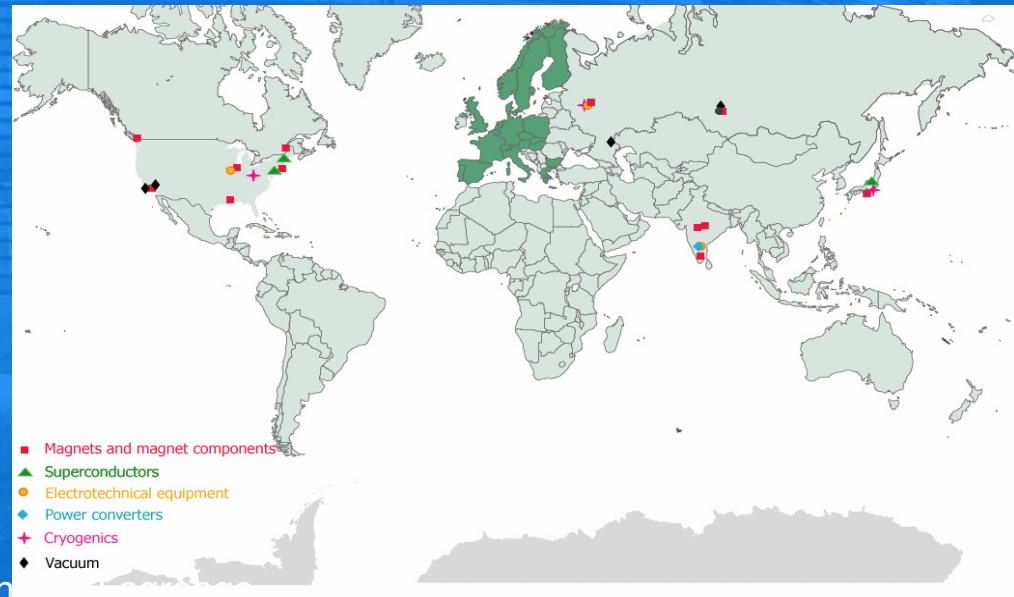 Magnets and magnet components
Superconductors
Electrotechnical equipment
Power converters
Cryogenics
Vacuum